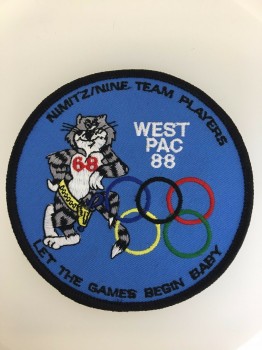 NIMITZ/NINE TEAM PLAYERS
WEST
PAC
88
68
LET THE GAMES BEGIN BABY